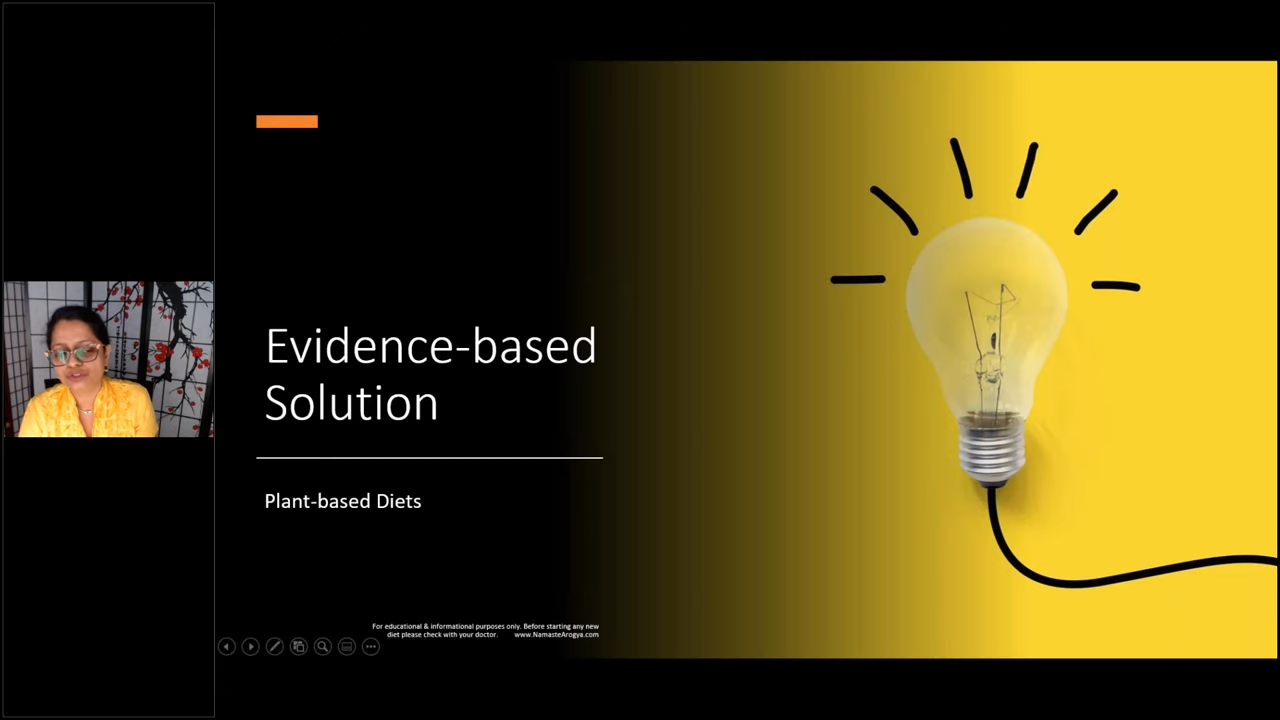 Evidence-based
Solution
Plant-based Diets
For educational & informational purposes only. Before starting any new
diet please check with your doctor. www.NamasteArogya.com